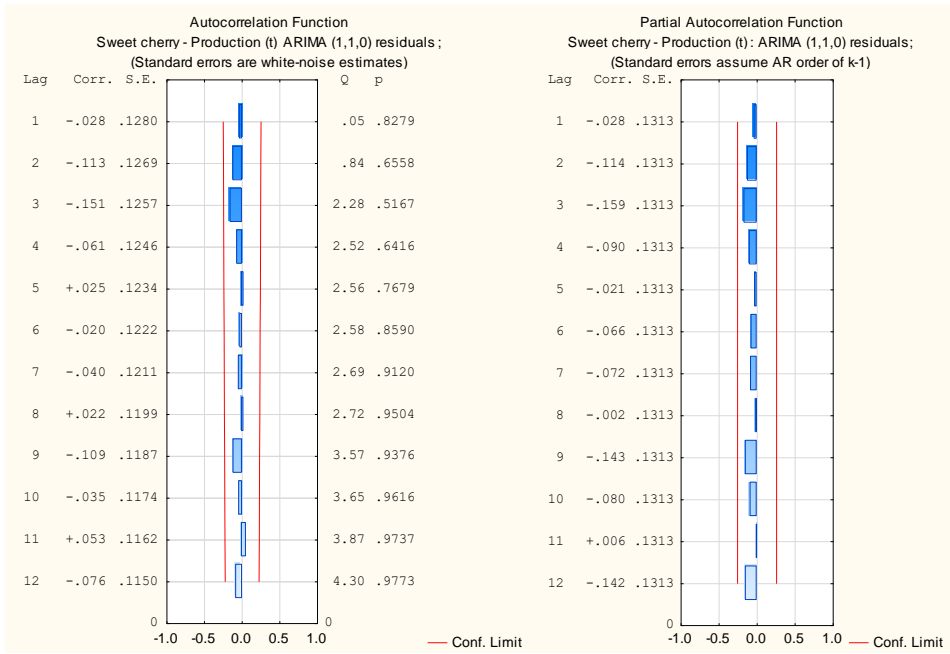 Autocorrelation Function
Sweet cherry - Production (t) ARIMA (1,1,0) residuals ;
(Standard errors are white-noise estimates)
Lag Corr. S.E. Q p
1 -.028 .1280 .05 .8279
2 -.113 .1269 .84 .6558
3 -.151 .1257 2.28 .5167
4 -.061 .1246 2.52 .6416
5 +.025 .1234 2.56 .7679
6 -.020 .1222 2.58 .8590
7 -.040 .1211 2.69 .9120
8 +.022 .1199 2.72 .9504
9 -.109 .1187 3.57 .9376
10 -.035 .1174 3.65 .9616
11 +.053 .1162 3.87 .9737
12 -.076 .1150 4.30 .9773
0 0
-1.0 -0.5 0.0 0.5 1.0
Conf. Limit
Partial Autocorrelation Function
Sweet cherry - Production (t) : ARIMA (1,1,0) residuals;
(Standard errors assume AR order of k-1)
Lag Corr. S.E.
1 -.028 .1313
2 -.114 .1313
3 -.159 .1313
4 -.090 .1313
5 -.021 .1313
6 -.066 .1313
7 -.072 .1313
8 -.002 .1313
9 -.143 .1313
10 -.080 .1313
11 +.006 .1313
12 -.142 .1313
0 0
-1.0 -0.5 0.0 0.5 1.0
Conf. Limit